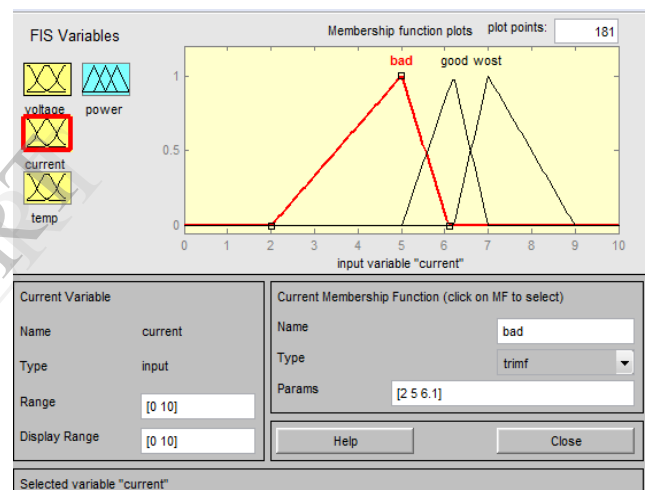 FIS Variables
Membership function plots
plot points:
181
voltage
power
current
temp
bad
good
wost
1
0.5
0
0 1 2 3 4 5 6 7 8 9 10
input variable "current"
Current Variable
Name
current
Type
input
Range
[0 10]
Display Range
[0 10]
Current Membership Function (click on MF to select)
Name
bad
Type
trimf
Params
[2 5 6.1]
Help
Close
Selected variable "current"